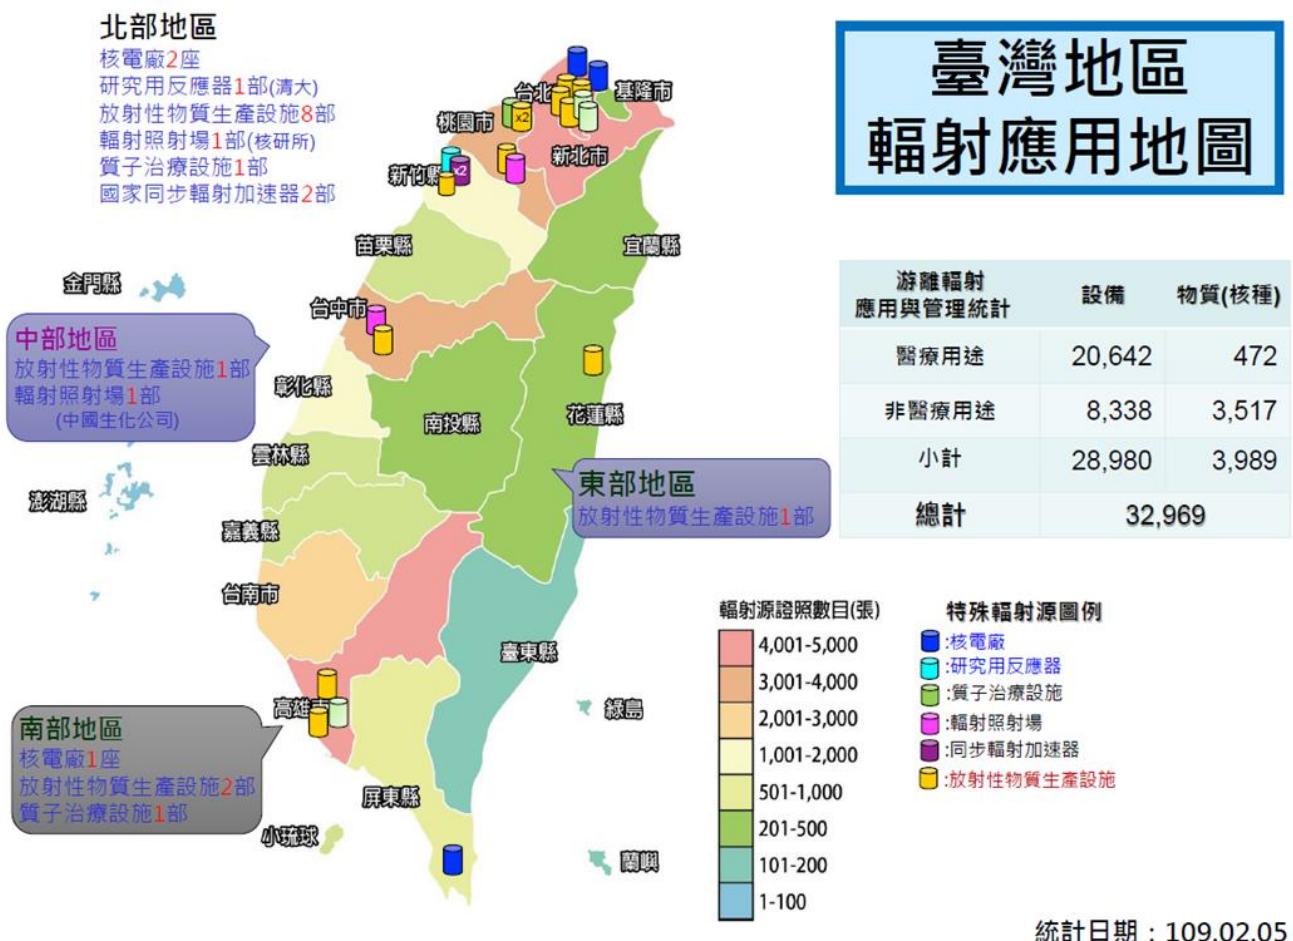 北部地區
核電廠2座
研究用反應器1部(清大)
放射性物質生產設施8部
輻射照射場1部(核研所)
質子治療設施1部
國家同步輻射加速器2部
臺灣地區
輻射應用地圖
基隆市
台北
桃園市
x2
新北市
新竹縣
x2
苗栗縣
宜蘭縣
金門縣
台中市
中部地區
放射性物質生產設施1部
輻射照射場1部
(中國生化公司)
彰化縣
南投縣
花蓮縣
雲林縣
東部地區
放射性物質生產設施1部
澎湖縣
嘉義縣
台南市
臺東縣
高雄市
綠島
南部地區
核電廠1座
放射性物質生產設施2部
質子治療設施1部
屏東縣
小琉球
蘭嶼
游離輻射
應用與管理統計 設備 物質(核種)
醫療用途 20,642 472
非醫療用途 8,338 3,517
小計 28,980 3,989
總計 32,969
輻射源證照數目(張)
4,001-5,000
3,001-4,000
2,001-3,000
1,001-2,000
501-1,000
201-500
101-200
1-100
特殊輻射源圖例
:核電廠
:研究用反應器
:質子治療設施
:輻射照射場
:同步輻射加速器
:放射性物質生產設施
統計日期：109.02.05